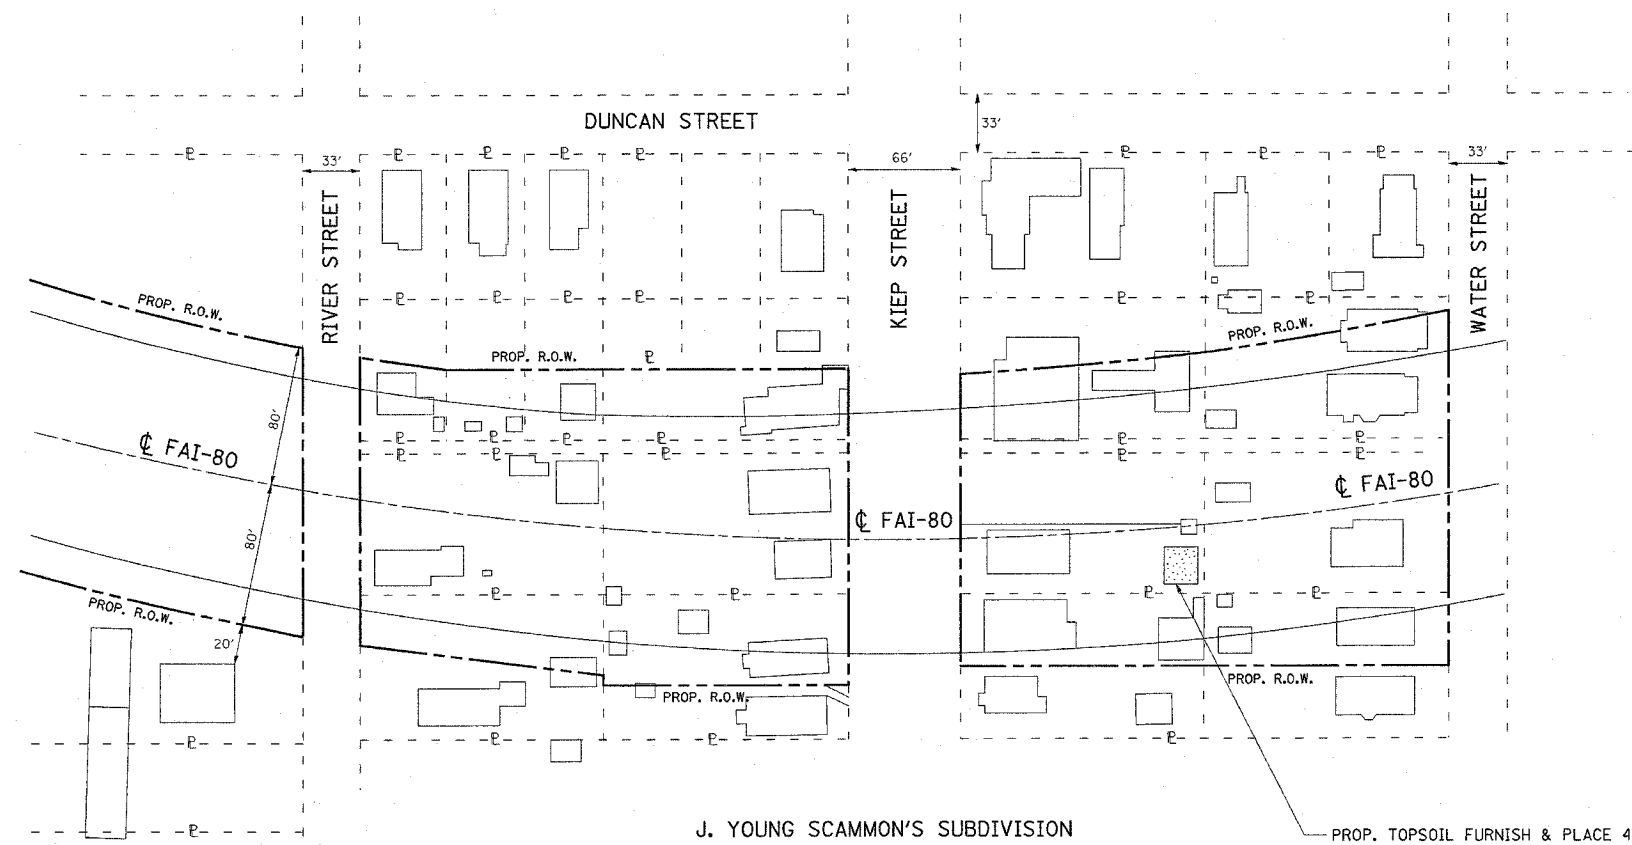 DUNCAN STREET
33'
33'
66'
33'
RIVER STREET
KIEP STREET
WATER STREET
PROP. R.O.W.
PROP. R.O.W.
PROP. R.O.W.
80'
℄ FAI-80
℄ FAI-80
℄ FAI-80
80'
PROP. R.O.W.
20'
PROP. R.O.W.
PROP. R.O.W.
J. YOUNG SCAMMON'S SUBDIVISION
PROP. TOPSOIL FURNISH & PLACE 4